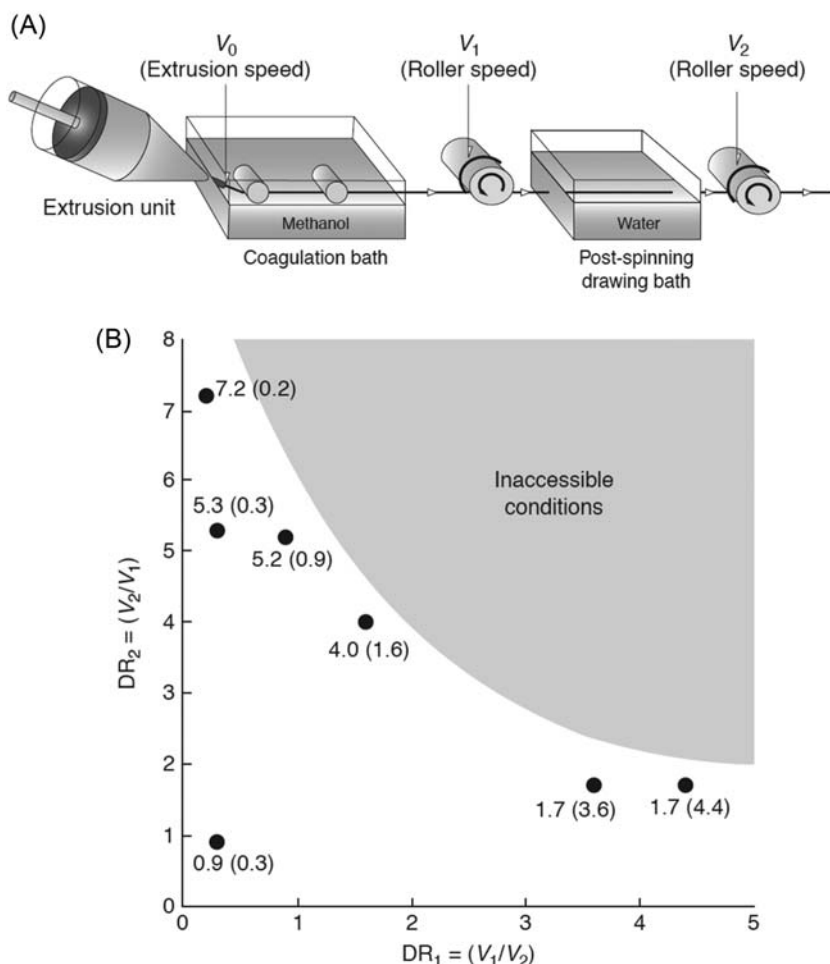 (A)
V0
(Extrusion speed)
V1
(Roller speed)
V2
(Roller speed)
Extrusion unit
Methanol
Coagulation bath
Water
Post-spinning
drawing bath
(B)
8
7
6
5
4
3
2
1
0
DR2 = (V2/V1)
7.2 (0.2)
5.3 (0.3)
5.2 (0.9)
4.0 (1.6)
1.7 (3.6)
1.7 (4.4)
0.9 (0.3)
Inaccessible
conditions
0 1 2 3 4 5
DR1 = (V1/V2)